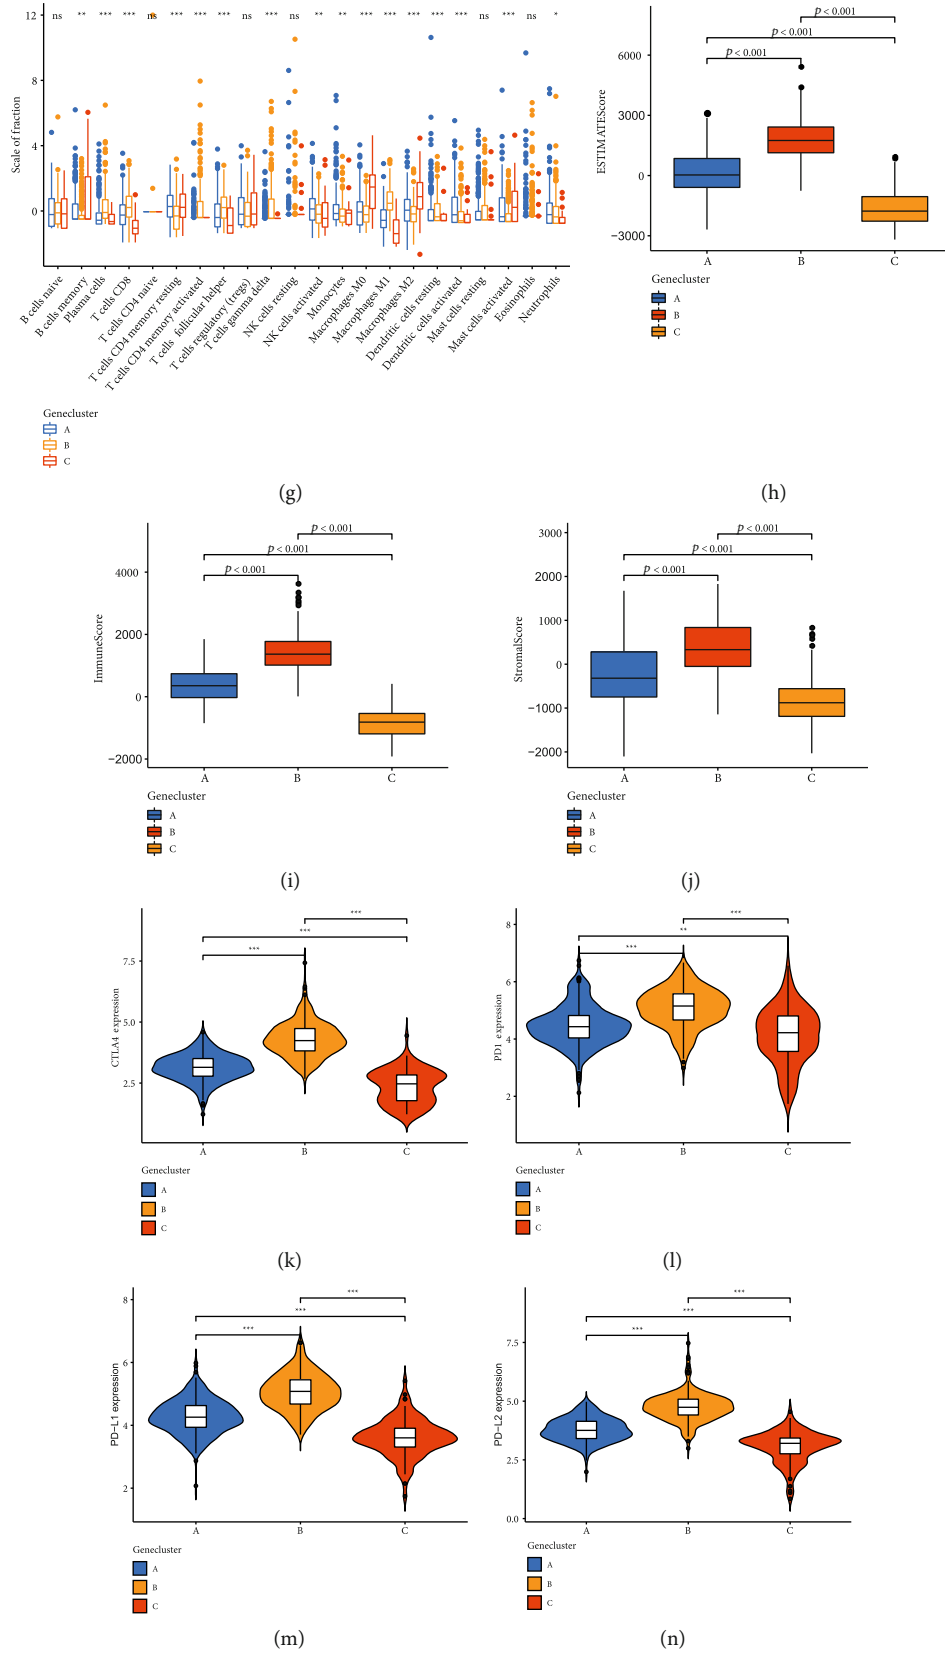 12
8
4
0
Scale of fraction
ns ** *** *** ns *** *** *** ns *** ns ** ** *** *** *** *** *** ns *** ns *
B cells naive
B cells memory
Plasma cells
T cells CD8
T cells CD4 naive
T cells CD4 memory resting
T cells CD4 memory activated
T cells follicular helper
T cells regulatory (tregs)
T cells gamma delta
NK cells resting
NK cells activated
Monocytes
Macrophages M0
Macrophages M1
Macrophages M2
Dendritic cells resting
Dendritic cells activated
Mast cells resting
Mast cells activated
Eosinophils
Neutrophils
Genecluster
A
B
C
(g)
p < 0.001
p < 0.001
p < 0.001
6000
3000
0
−3000
ESTIMATEScore
A B C
Genecluster
A
B
C
(h)
p < 0.001
p < 0.001
p < 0.001
4000
2000
0
−2000
ImmuneScore
A B C
Genecluster
A
B
C
(i)
p < 0.001
p < 0.001
p < 0.001
3000
2000
1000
0
−1000
−2000
StromalScore
A B C
Genecluster
A
B
C
(j)
***
***
***
7.5
5.0
2.5
CTLA4 expression
A B C
Genecluster
A
B
C
(k)
***
**
***
8
6
4
2
PD1 expression
A B C
Genecluster
A
B
C
(l)
***
***
***
8
6
4
2
PD−L1 expression
A B C
Genecluster
A
B
C
(m)
***
***
***
7.5
5.0
2.5
0.0
PD−L2 expression
A B C
Genecluster
A
B
C
(n)